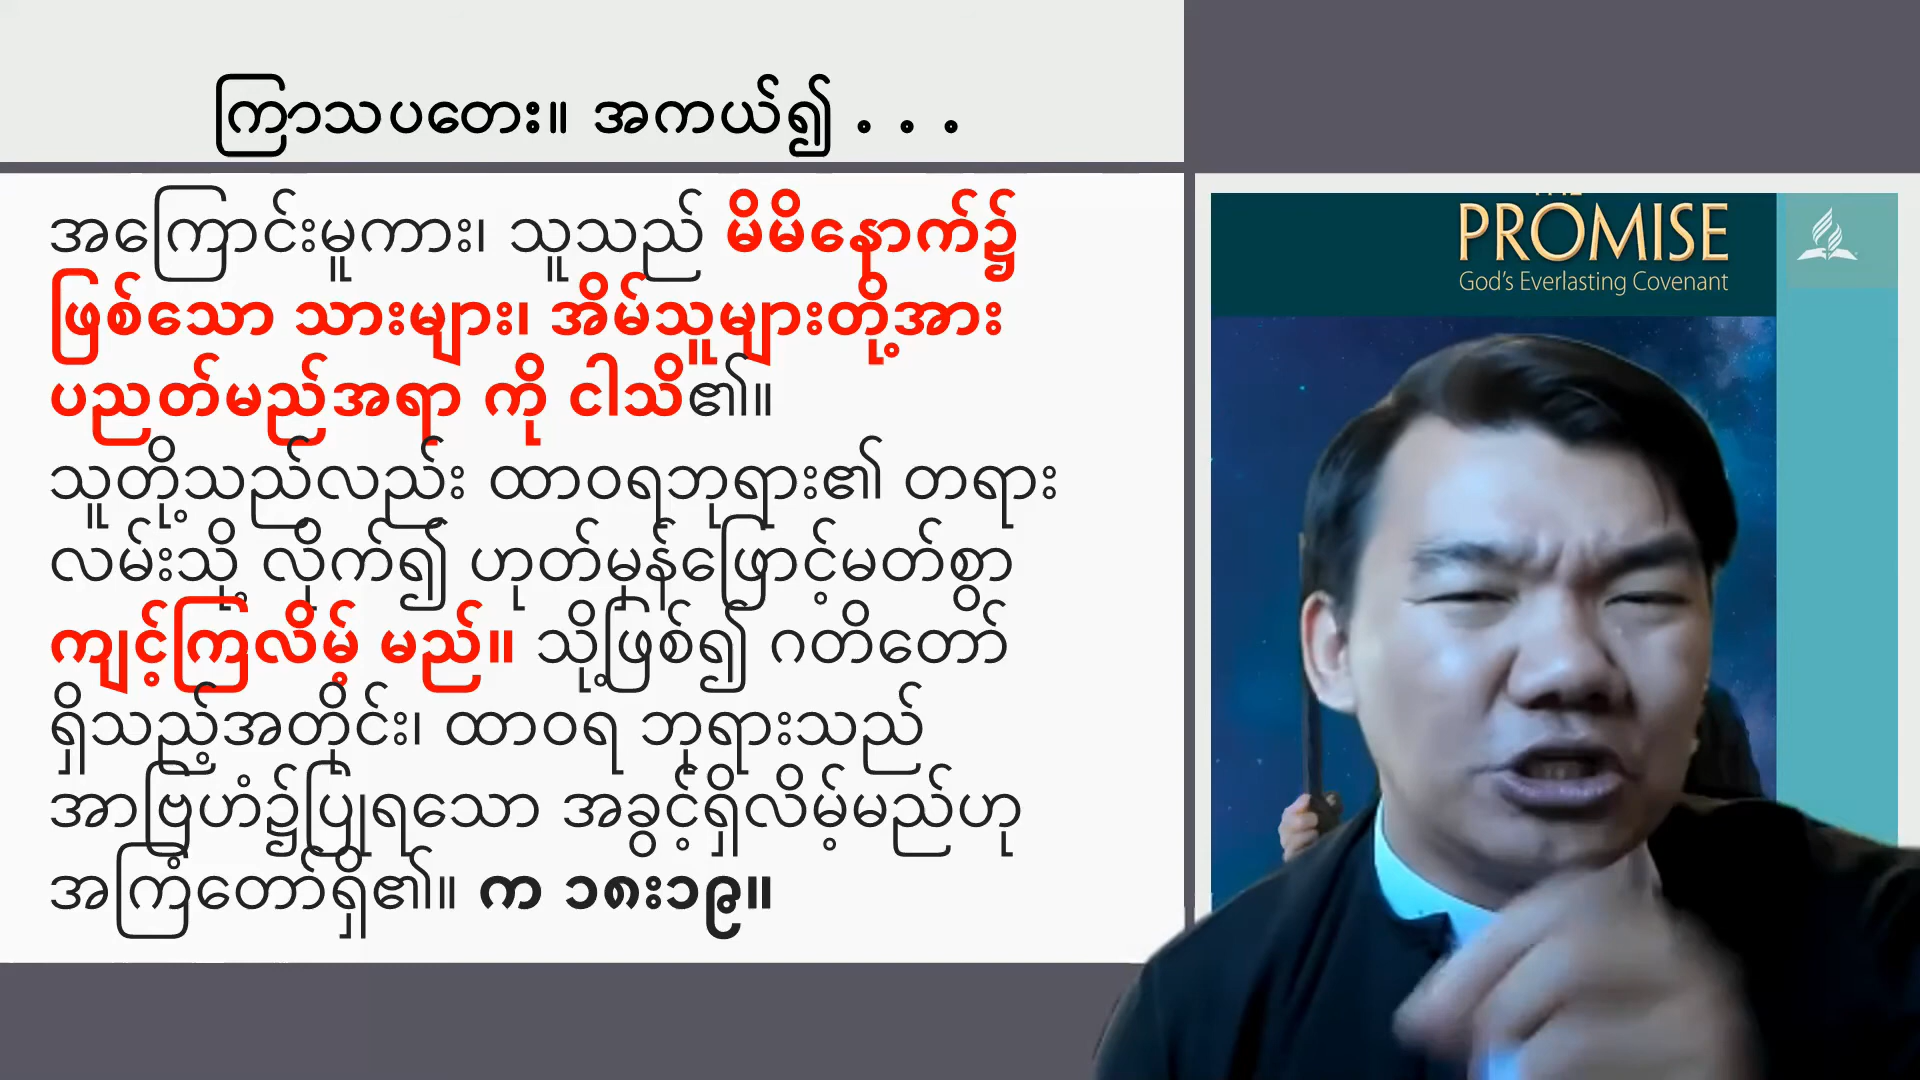 ကြာသပတေး။ အကယ်၍ . . .
အကြောင်းမူကား၊ သူသည် မိမိနောက်၌
ဖြစ်သော သားများ၊ အိမ်သူများတို့အား
ပညတ်မည်အရာ ကို ငါသိ၏။
သူတို့သည်လည်း ထာဝရဘုရား၏ တရား
လမ်းသို့ လိုက်၍ ဟုတ်မှန်ဖြောင့်မတ်စွာ
ကျင့်ကြလိမ့် မည်။ သို့ဖြစ်၍ ဂတိတော်
ရှိသည့်အတိုင်း၊ ထာဝရ ဘုရားသည်
အာဗြဟံ၌ပြုရသော အခွင့်ရှိလိမ့်မည်ဟု
အကြံတော်ရှိ၏။ က ၁၈း၁၉။
THE
PROMISE
God's Everlasting Covenant